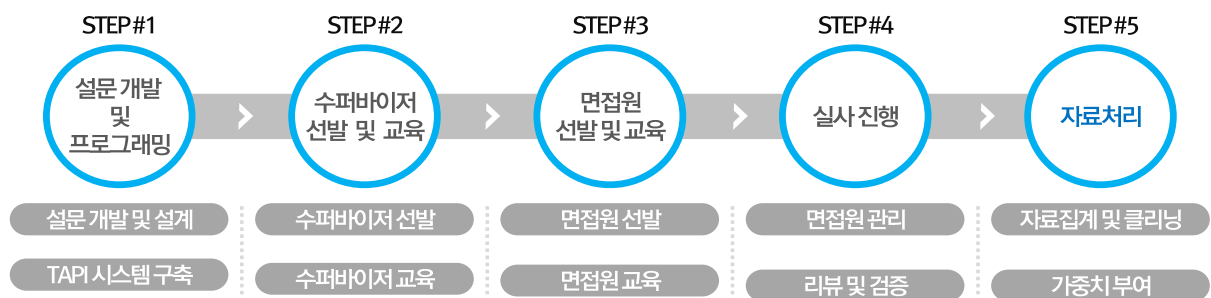 STEP#1
STEP#2
STEP#3
STEP#4
STEP#5
설문 개발
및
프로그래밍
수퍼바이저
선발 및 교육
면접원
선발 및 교육
실사 진행
자료처리
설문 개발 및 설계
수퍼바이저 선발
면접원 선발
면접원 관리
자료집계 및 클리닝
TAPI 시스템 구축
수퍼바이저 교육
면접원 교육
리뷰 및 검증
가중치 부여